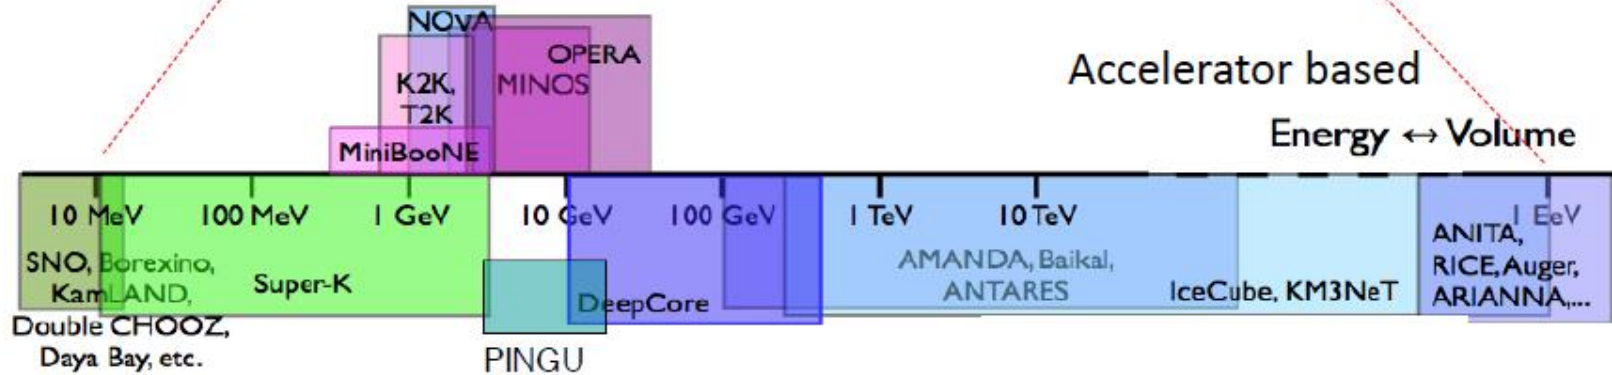 NOvA
OPERA
K2K,
T2K
MINOS
MiniBooNE
Accelerator based
Energy ↔ Volume
10 MeV
100 MeV
1 GeV
10 GeV
100 GeV
1 TeV
10 TeV
1 EeV
SNO, Borexino,
KamLAND,
Double CHOOZ,
Daya Bay, etc.
Super-K
PINGU
DeepCore
AMANDA, Baikal,
ANTARES
IceCube, KM3NeT
ANITA,
RICE, Auger,
ARIANNA,...